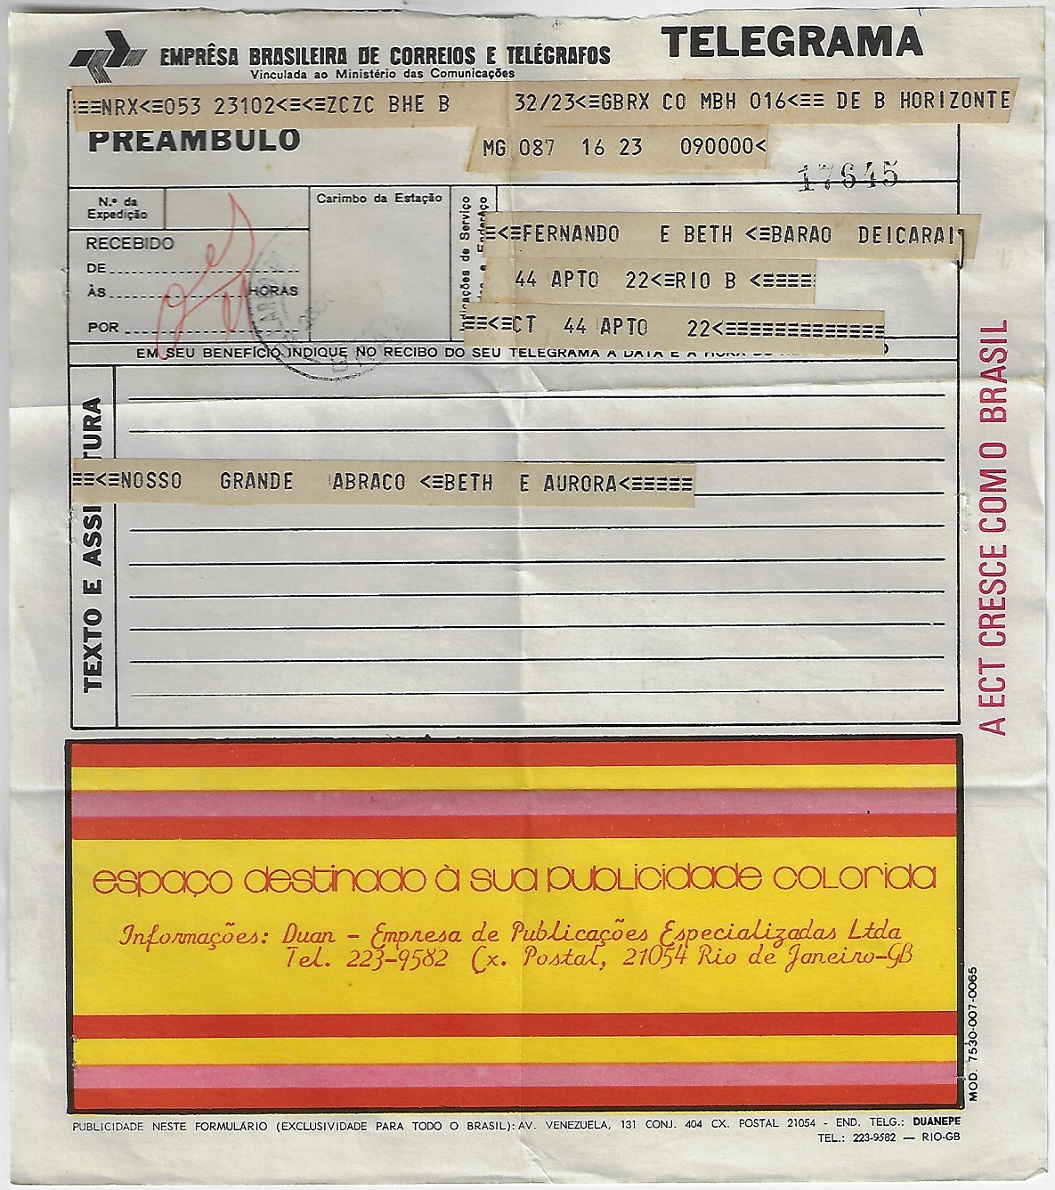 EMPRÊSA BRASILEIRA DE CORREIOS E TELÉGRAFOS
Vinculada ao Ministério das Comunicações
TELEGRAMA
≡≡≡NRX<≡053 23102<≡<≡ZCZC BHE B 32/23<≡GBRX CO MBH 016<≡≡ DE B HORIZONTE
PREÂMBULO
MG 087 16 23 090000<
17645
N.º da Expedição
Carimbo da Estação
RECEBIDO
DE
ÀS HORAS
POR
≡<≡FERNANDO E BETH <≡BARAO DEICARAI
44 APTO 22<≡RIO B <≡≡≡≡
≡≡<≡CT 44 APTO 22<≡≡≡≡≡≡≡≡≡≡≡≡≡
EM SEU BENEFÍCIO INDIQUE NO RECIBO DO SEU TELEGRAMA A DATA E A HORA
TEXTO E ASSI TURA
≡≡<≡NOSSO GRANDE ABRACO <≡BETH E AURORA<≡≡≡≡≡
A ECT CRESCE COM O BRASIL
espaço destinado à sua publicidade colorida
Informações: Duan - Empresa de Publicações Especializadas Ltda
Tel. 223-9582 Cx. Postal, 21054 Rio de Janeiro-GB
MOD. 7530-007-0065
PUBLICIDADE NESTE FORMULÁRIO (EXCLUSIVIDADE PARA TODO O BRASIL): AV. VENEZUELA, 131 CONJ. 404 CX. POSTAL 21054 - END. TELG.: DUANEPE
TEL.: 223-9582 — RIO-GB